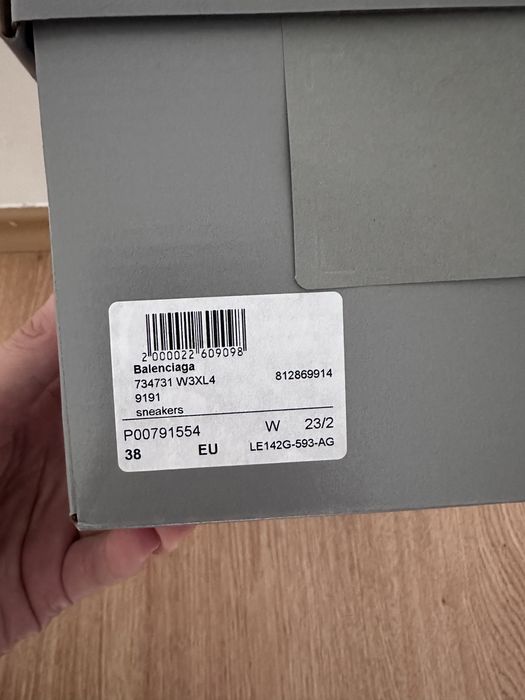 2 000022 609098
Balenciaga
734731 W3XL4 812869914
9191
sneakers
P00791554 W 23/2
38 EU LE142G-593-AG